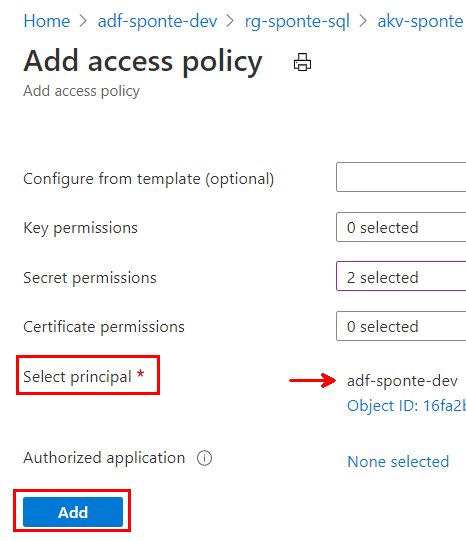 Home > adf-sponte-dev > rg-sponte-sql > akv-sponte
Add access policy
Add access policy
Configure from template (optional)
Key permissions 0 selected
Secret permissions 2 selected
Certificate permissions 0 selected
Select principal * adf-sponte-dev
Object ID: 16fa2b
Authorized application None selected
Add